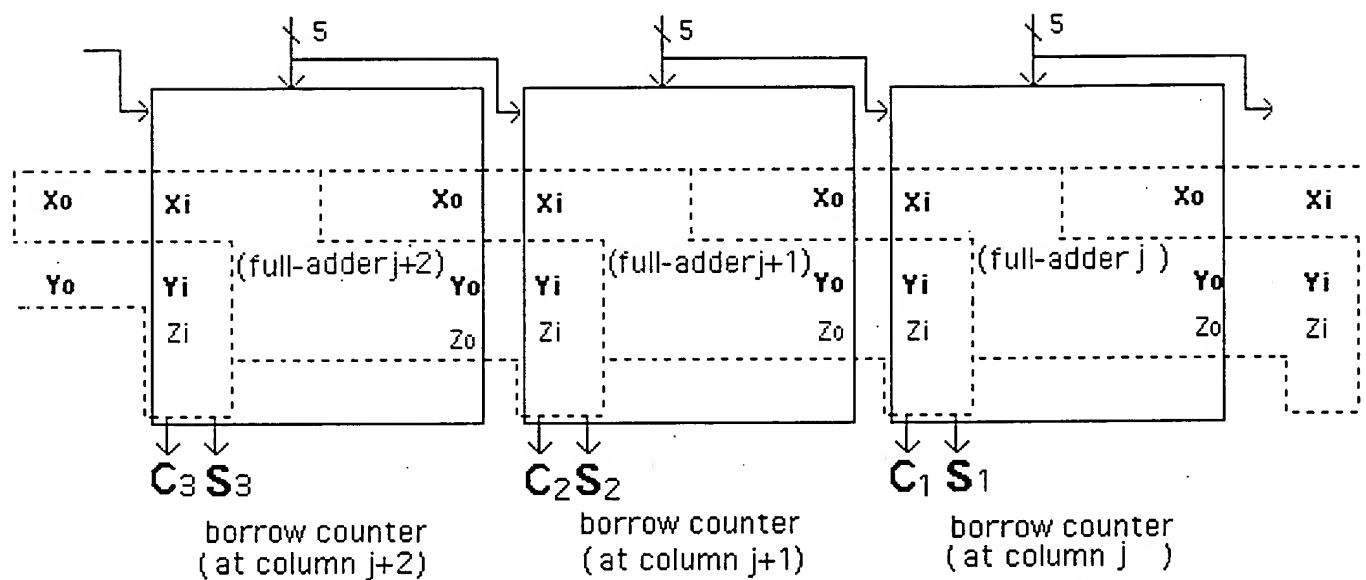 5 5 5
Xo Xi Xo Xi Xo Xi Xo Xi
(full-adder j+2) (full-adder j+1) (full-adder j )
Yo Yi Yo Yi Yo Yi Yo Yi
Zi Zo Zi Zo Zi Zo Zi
C3 S3 C2 S2 C1 S1
borrow counter borrow counter borrow counter
( at column j+2) ( at column j+1) ( at column j )